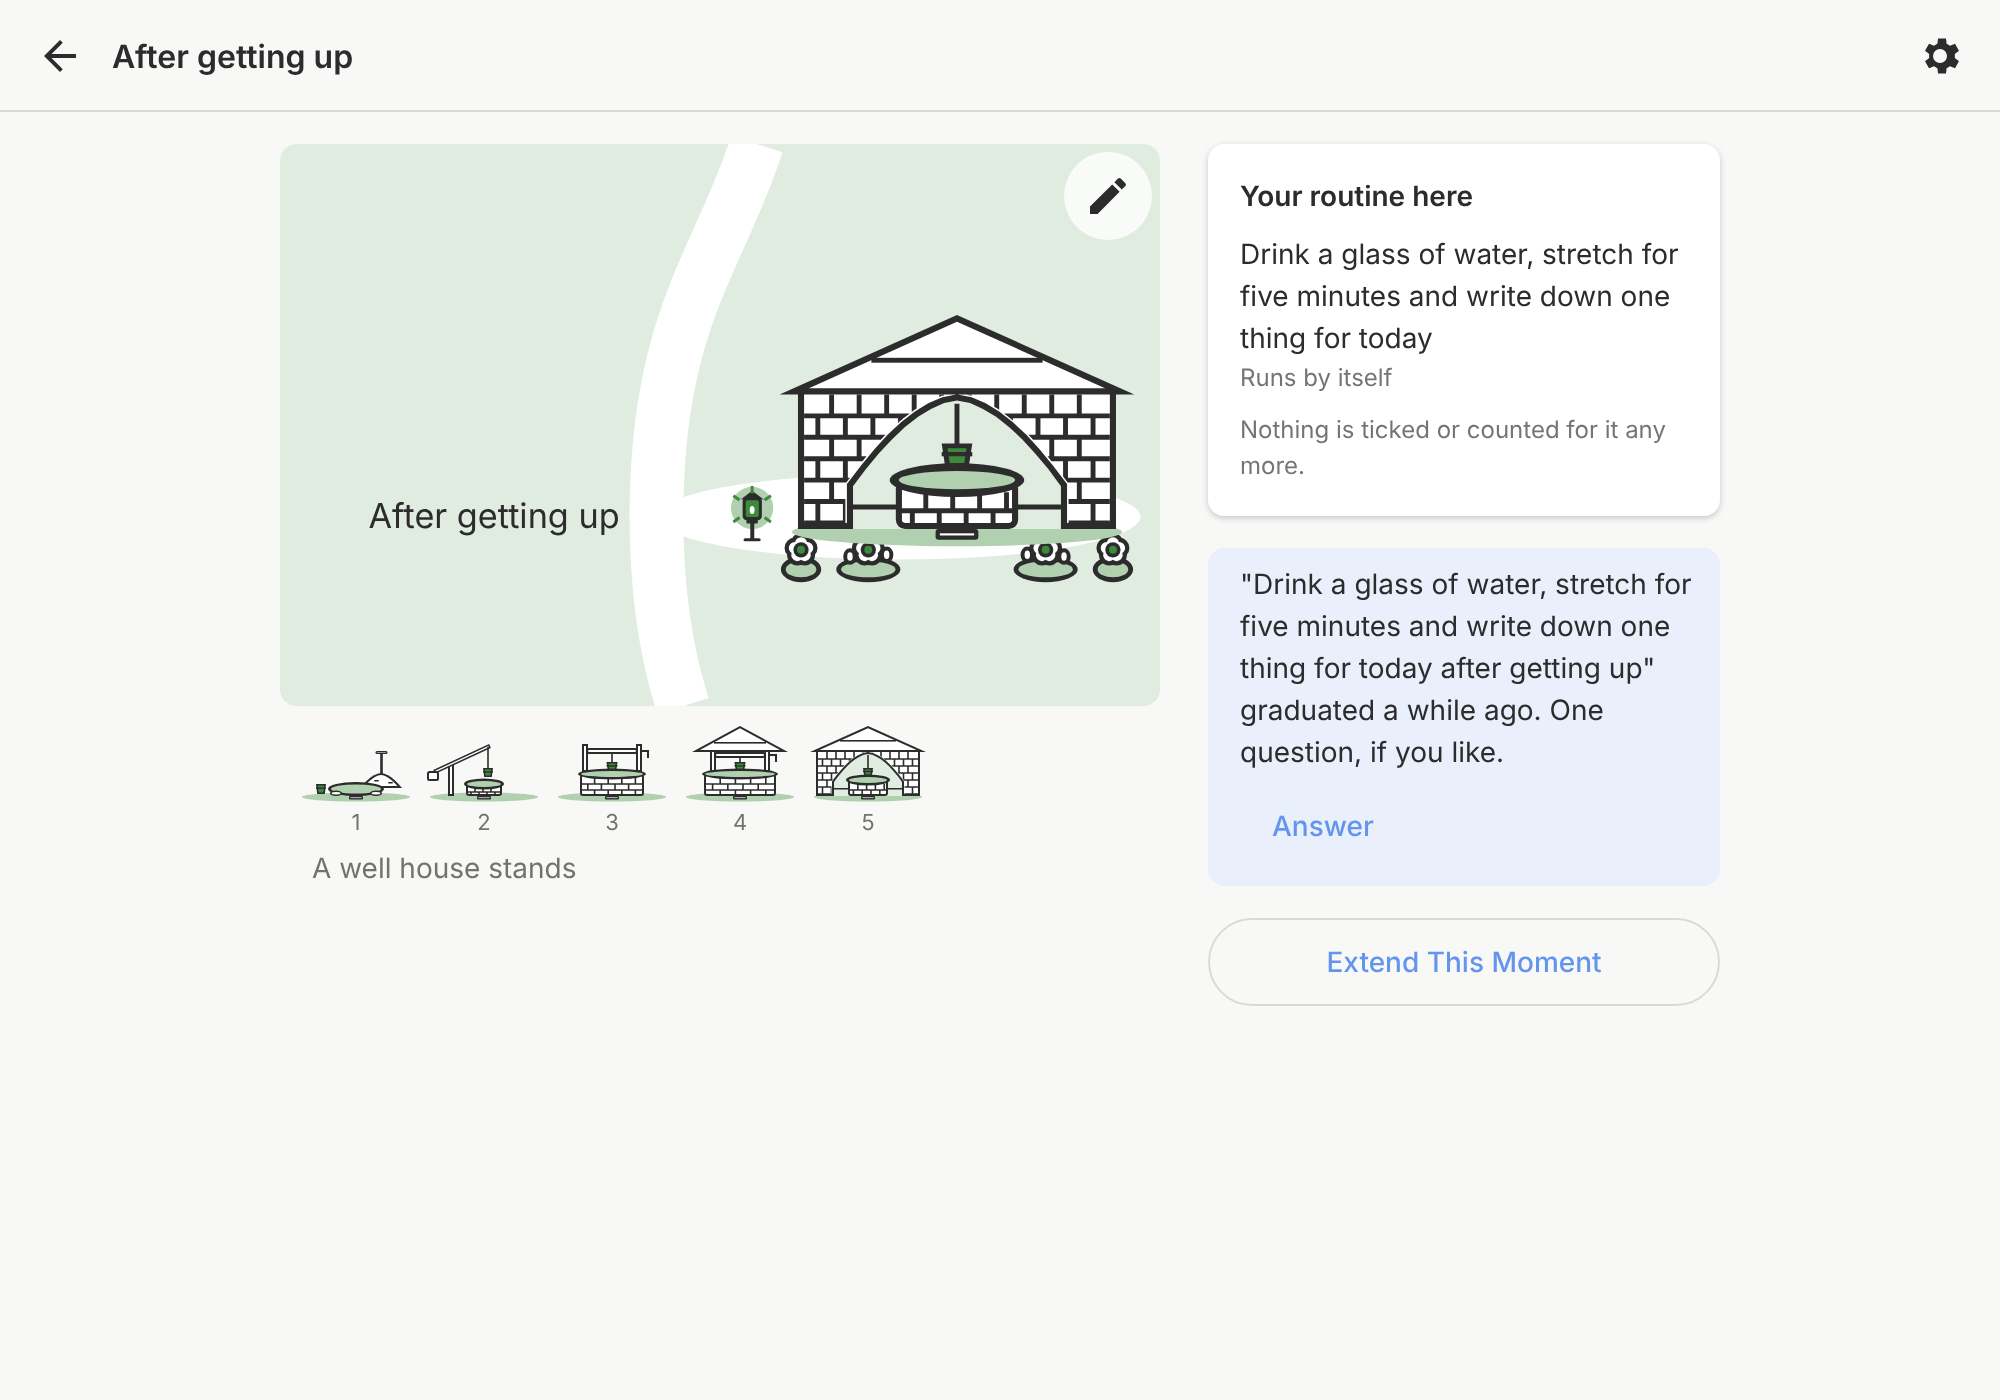 After getting up
After getting up
1
2
3
4
5
A well house stands
Your routine here
Drink a glass of water, stretch for
five minutes and write down one
thing for today
Runs by itself
Nothing is ticked or counted for it any
more.
"Drink a glass of water, stretch for
five minutes and write down one
thing for today after getting up"
graduated a while ago. One
question, if you like.
Answer
Extend This Moment